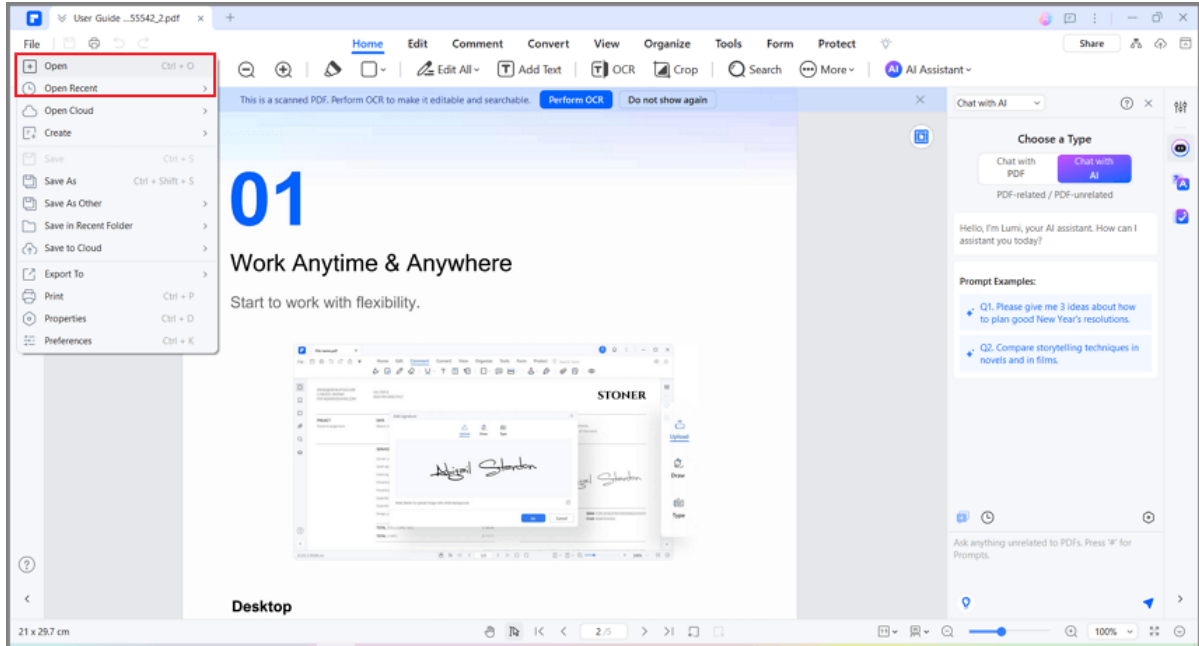 User Guide ...55542_2.pdf
File
Home Edit Comment Convert View Organize Tools Form Protect
Share
Edit All
Add Text
OCR
Crop
Search
More
AI AI Assistant
Open Ctrl + O
Open Recent
Open Cloud
Create
Save Ctrl + S
Save As Ctrl + Shift + S
Save As Other
Save in Recent Folder
Save to Cloud
Export To
Print Ctrl + P
Properties Ctrl + D
Preferences Ctrl + K
This is a scanned PDF. Perform OCR to make it editable and searchable. Perform OCR Do not show again
01
Work Anytime & Anywhere
Start to work with flexibility.
STONER
Abigail Standon
Upload
Draw
Type
Desktop
Chat with AI
Choose a Type
Chat with
PDF
Chat with
AI
PDF-related / PDF-unrelated
Hello, I'm Lumi, your AI assistant. How can I
assistant you today?
Prompt Examples:
Q1. Please give me 3 ideas about how
to plan good New Year's resolutions.
Q2. Compare storytelling techniques in
novels and in films.
Ask anything unrelated to PDFs. Press '#' for
Prompts.
21 x 29.7 cm
2 /5
100%